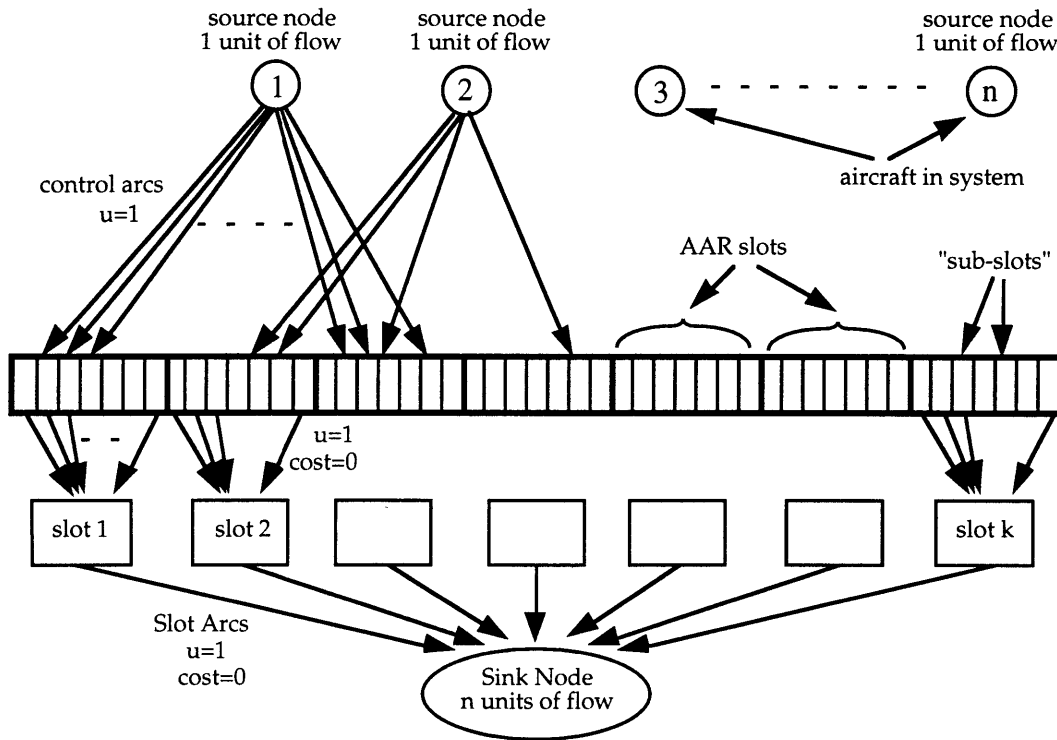 source node
1 unit of flow
source node
1 unit of flow
source node
1 unit of flow
1
2
3
n
control arcs
u=1
aircraft in system
AAR slots
"sub-slots"
u=1
cost=0
slot 1
slot 2
slot k
Slot Arcs
u=1
cost=0
Sink Node
n units of flow